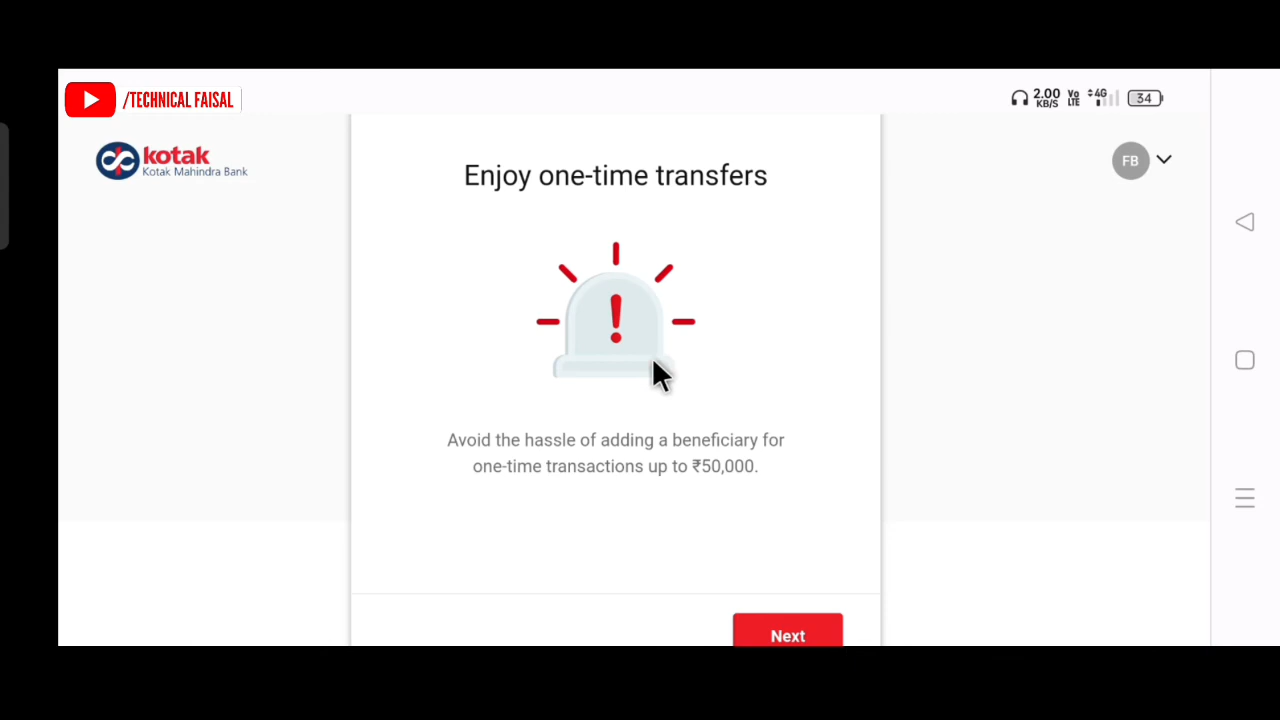 /TECHNICAL FAISAL
2.00 KB/S
Vo LTE
4G
34
kotak
Kotak Mahindra Bank
FB
Enjoy one-time transfers
!
Avoid the hassle of adding a beneficiary for
one-time transactions up to ₹50,000.
Next